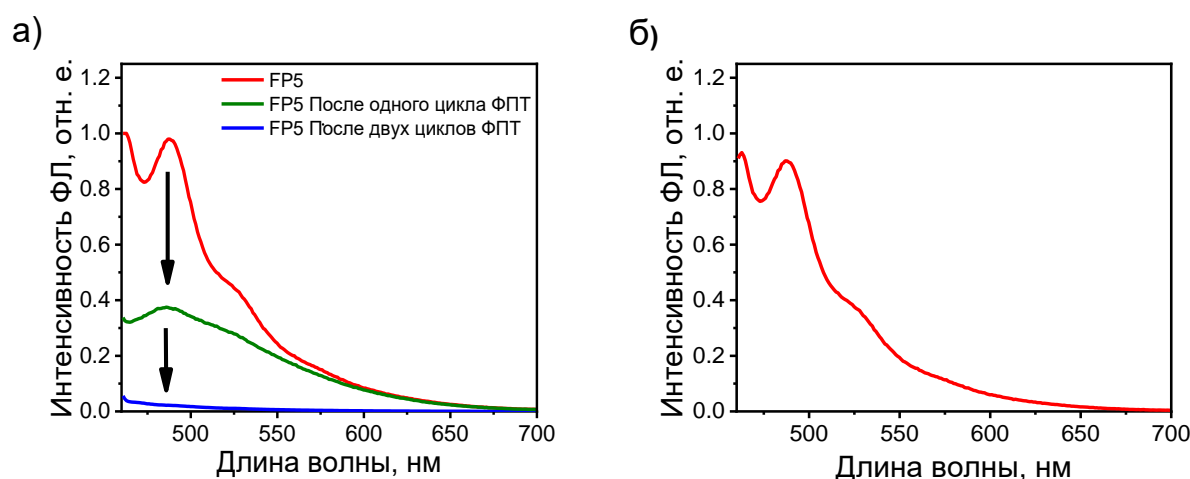 а)
FP5
FP5 После одного цикла ФПТ
FP5 После двух циклов ФПТ
Интенсивность ФЛ, отн. е.
1.2
1.0
0.8
0.6
0.4
0.2
0.0
500 550 600 650 700
Длина волны, нм
б)
Интенсивность ФЛ, отн. е.
1.2
1.0
0.8
0.6
0.4
0.2
0.0
500 550 600 650 700
Длина волны, нм